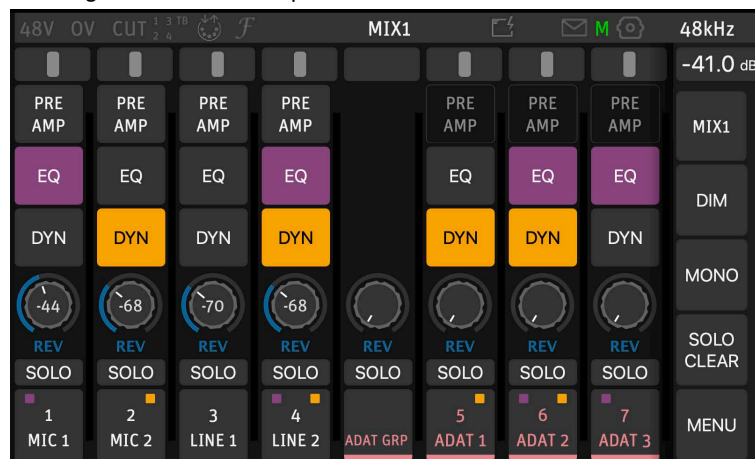 48V OV CUT 1 3 TB 2 4 F MIX1 M 48kHz
-41.0 dB
PRE AMP PRE AMP PRE AMP PRE AMP PRE AMP PRE AMP PRE AMP MIX1
EQ EQ EQ EQ EQ EQ EQ
DIM
DYN DYN DYN DYN DYN DYN DYN
MONO
-44 -68 -70 -68
REV REV REV REV REV REV REV REV
SOLO CLEAR
SOLO SOLO SOLO SOLO SOLO SOLO SOLO SOLO
1 2 3 4 5 6 7
MENU
MIC 1 MIC 2 LINE 1 LINE 2 ADAT GRP ADAT 1 ADAT 2 ADAT 3